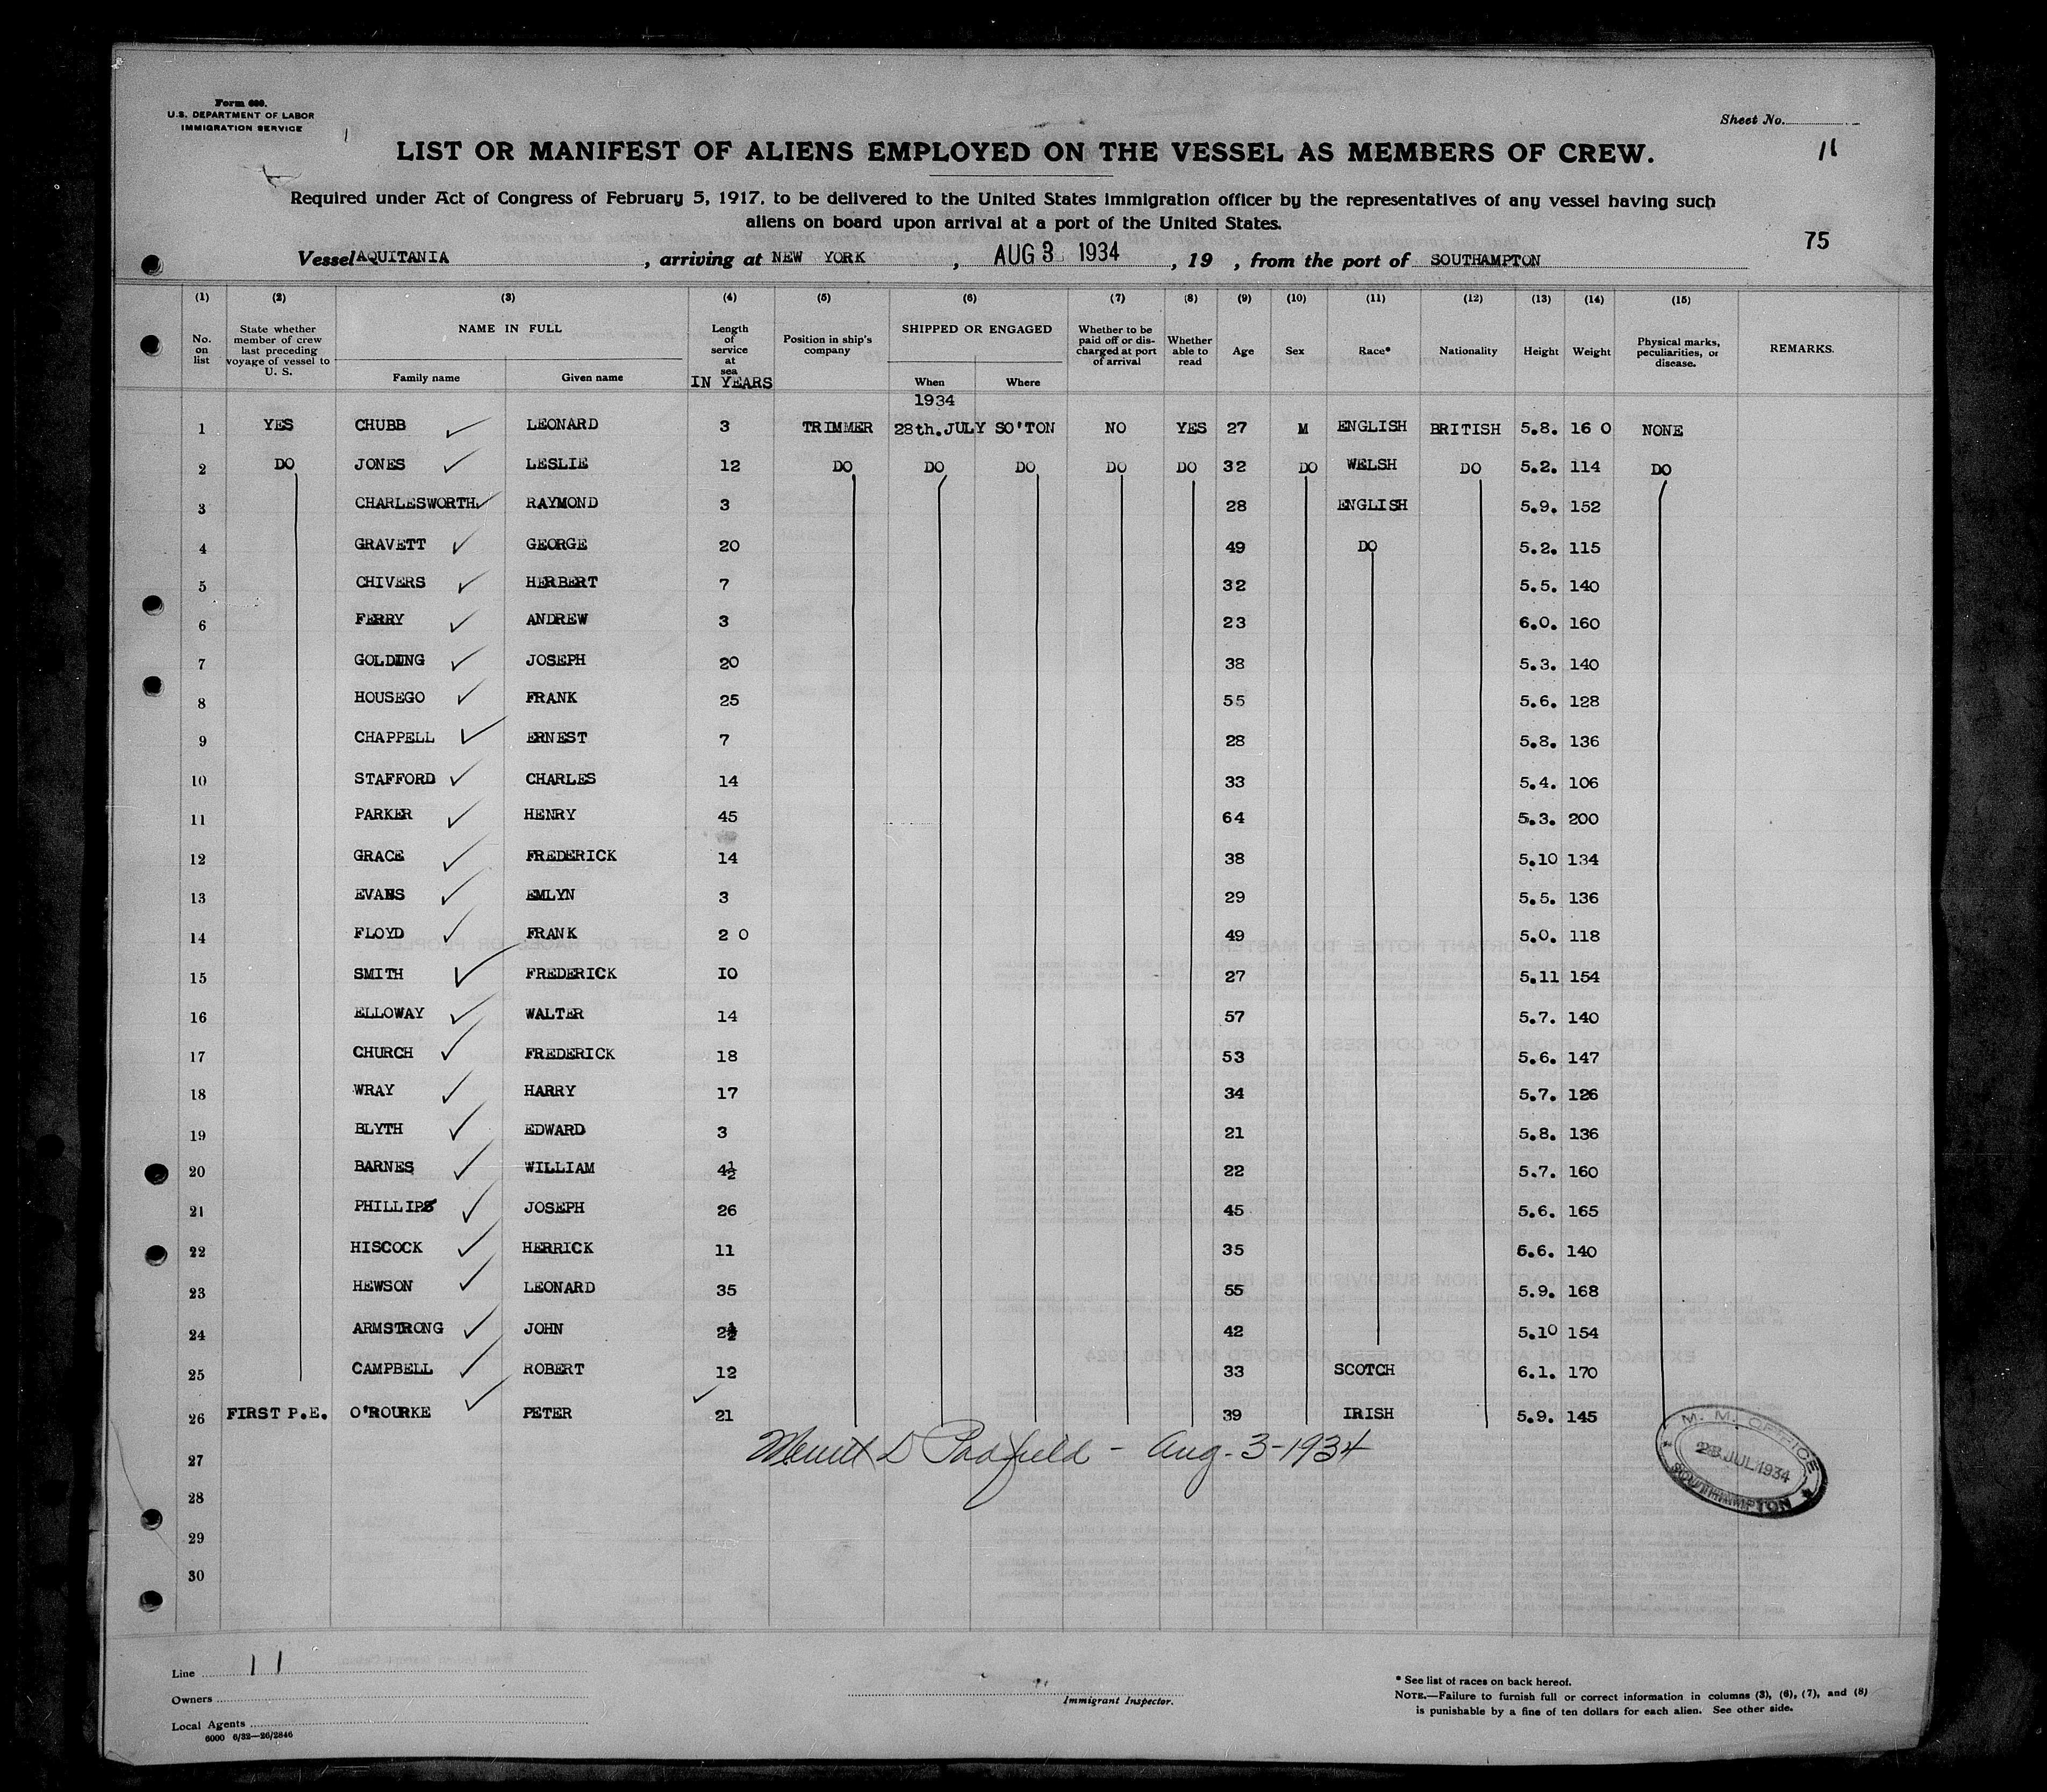 Form 689.
U.S. DEPARTMENT OF LABOR
IMMIGRATION SERVICE
Sheet No.
LIST OR MANIFEST OF ALIENS EMPLOYED ON THE VESSEL AS MEMBERS OF CREW.
11
Required under Act of Congress of February 5, 1917, to be delivered to the United States immigration officer by the representatives of any vessel having such
aliens on board upon arrival at a port of the United States.
75
Vessel AQUITANIA, arriving at NEW YORK, AUG 3 1934, 19 , from the port of SOUTHAMPTON
(1) (2) (3) (4) (5) (6) (7) (8) (9) (10) (11) (12) (13) (14) (15)
No. on list
State whether member of crew last preceding voyage of vessel to U. S.
NAME IN FULL
Family name Given name
Length of service at sea IN YEARS
Position in ship's company
SHIPPED OR ENGAGED
When Where
Whether to be paid off or discharged at port of arrival
Whether able to read
Age Sex Race* Nationality Height Weight
Physical marks, peculiarities, or disease.
REMARKS.
1934
1 YES CHUBB LEONARD 3 TRIMMER 28th.JULY SO'TON NO YES 27 M ENGLISH BRITISH 5.8. 16 0 NONE
2 DO JONES LESLIE 12 DO DO DO DO DO 32 DO WELSH DO 5.2. 114 DO
3 CHARLESWORTH RAYMOND 3 28 ENGLISH 5.9. 152
4 GRAVETT GEORGE 20 49 DO 5.2. 115
5 CHIVERS HERBERT 7 32 5.5. 140
6 FERRY ANDREW 3 23 6.0. 160
7 GOLDING JOSEPH 20 38 5.3. 140
8 HOUSEGO FRANK 25 55 5.6. 128
9 CHAPPELL ERNEST 7 28 5.8. 136
10 STAFFORD CHARLES 14 33 5.4. 106
11 PARKER HENRY 45 64 5.3. 200
12 GRACE FREDERICK 14 38 5.10 134
13 EVANS EMLYN 3 29 5.5. 136
14 FLOYD FRANK 2 0 49 5.0. 118
15 SMITH FREDERICK IO 27 5.11 154
16 ELLOWAY WALTER 14 57 5.7. 140
17 CHURCH FREDERICK 18 53 5.6. 147
18 WRAY HARRY 17 34 5.7. 126
19 BLYTH EDWARD 3 21 5.8. 136
20 BARNES WILLIAM 4½ 22 5.7. 160
21 PHILLIPS JOSEPH 26 45 5.6. 165
22 HISCOCK HERRICK 11 35 5.6. 140
23 HEWSON LEONARD 35 55 5.9. 168
24 ARMSTRONG JOHN 2½ 42 5.10 154
25 CAMPBELL ROBERT 12 33 SCOTCH 6.1. 170
26 FIRST P.E. O'ROURKE PETER 21 39 IRISH 5.9. 145
27 Merritt D Padfield - Aug-3-1934
28
29
30
M. M. OFFICE
28 JUL 1934
SOUTHAMPTON
Line 11
Owners
Local Agents
6000 6/32—26/2846
Immigrant Inspector.
* See list of races on back hereof.
NOTE.—Failure to furnish full or correct information in columns (3), (6), (7), and (8)
is punishable by a fine of ten dollars for each alien. See other side.